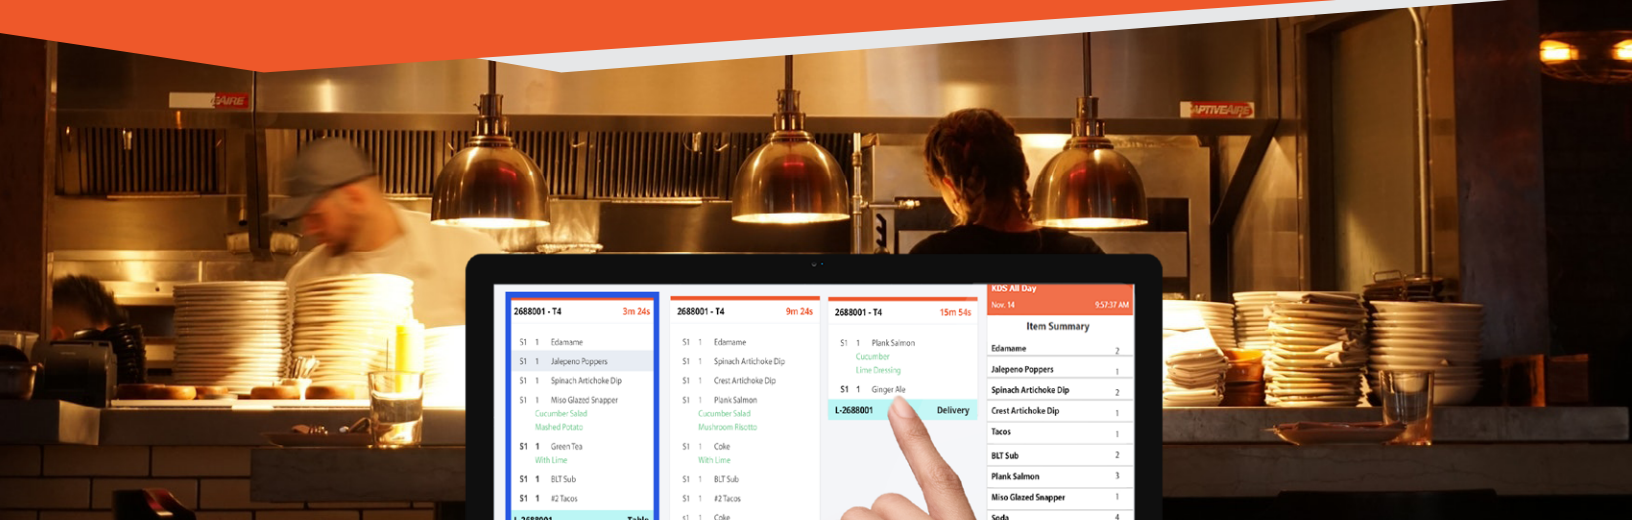 CAIRE
APTIVEAIRE
2688001 - T4 3m 24s
S1 1 Edamame
S1 1 Jalepeno Poppers
S1 1 Spinach Artichoke Dip
S1 1 Miso Glazed Snapper
Cucumber Salad
Mashed Potato
S1 1 Green Tea
With Lime
S1 1 BLT Sub
S1 1 #2 Tacos
L-2688001 Table
2688001 - T4 9m 24s
S1 1 Edamame
S1 1 Spinach Artichoke Dip
S1 1 Crest Artichoke Dip
S1 1 Plank Salmon
Cucumber Salad
Mushroom Risotto
S1 1 Coke
With Lime
S1 1 BLT Sub
S1 1 #2 Tacos
S1 1 Coke
2688001 - T4 15m 54s
S1 1 Plank Salmon
Cucumber
Lime Dressing
S1 1 Ginger Ale
L-2688001 Delivery
KDS All Day
Nov. 14 9:57:37 AM
Item Summary
Edamame 2
Jalepeno Poppers 1
Spinach Artichoke Dip 2
Crest Artichoke Dip 1
Tacos 1
BLT Sub 2
Plank Salmon 3
Miso Glazed Snapper 1
Soda 4